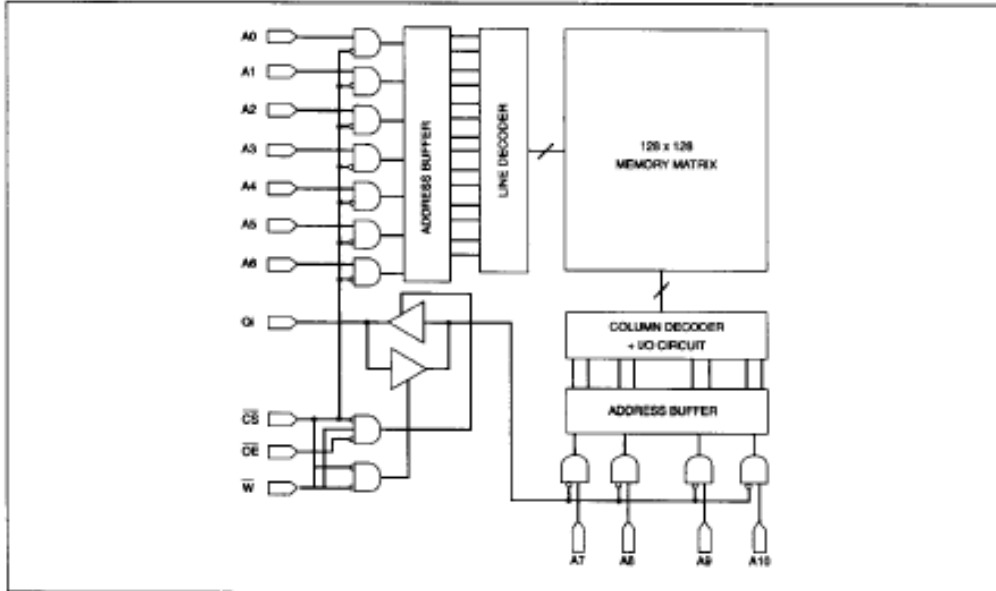 A0
A1
A2
A3
A4
A5
A6
ADDRESS BUFFER
LINE DECODER
128 x 128
MEMORY MATRIX
Qi
COLUMN DECODER
+ I/O CIRCUIT
ADDRESS BUFFER
CS
OE
W
A7
A8
A9
A10